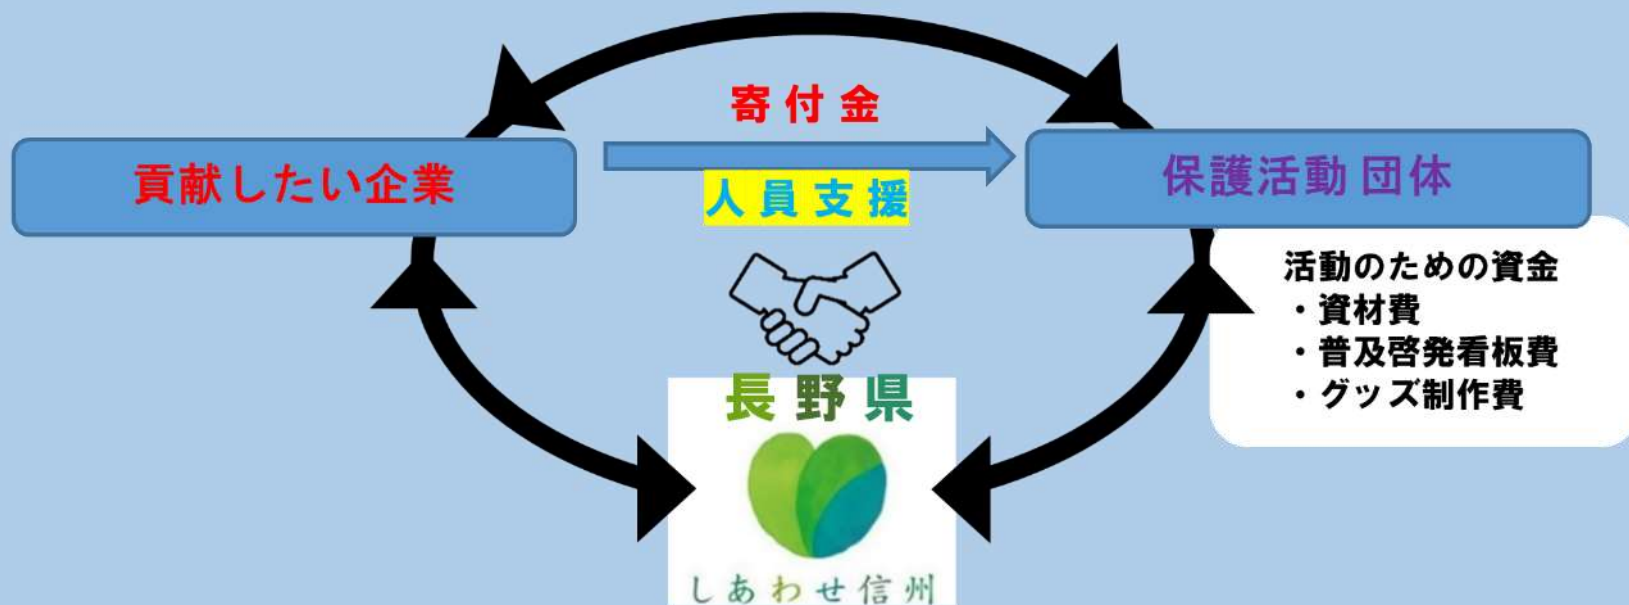 寄付金
貢献したい企業
人員支援
保護活動団体
活動のための資金
・資材費
・普及啓発看板費
・グッズ制作費
長野県
しあわせ信州